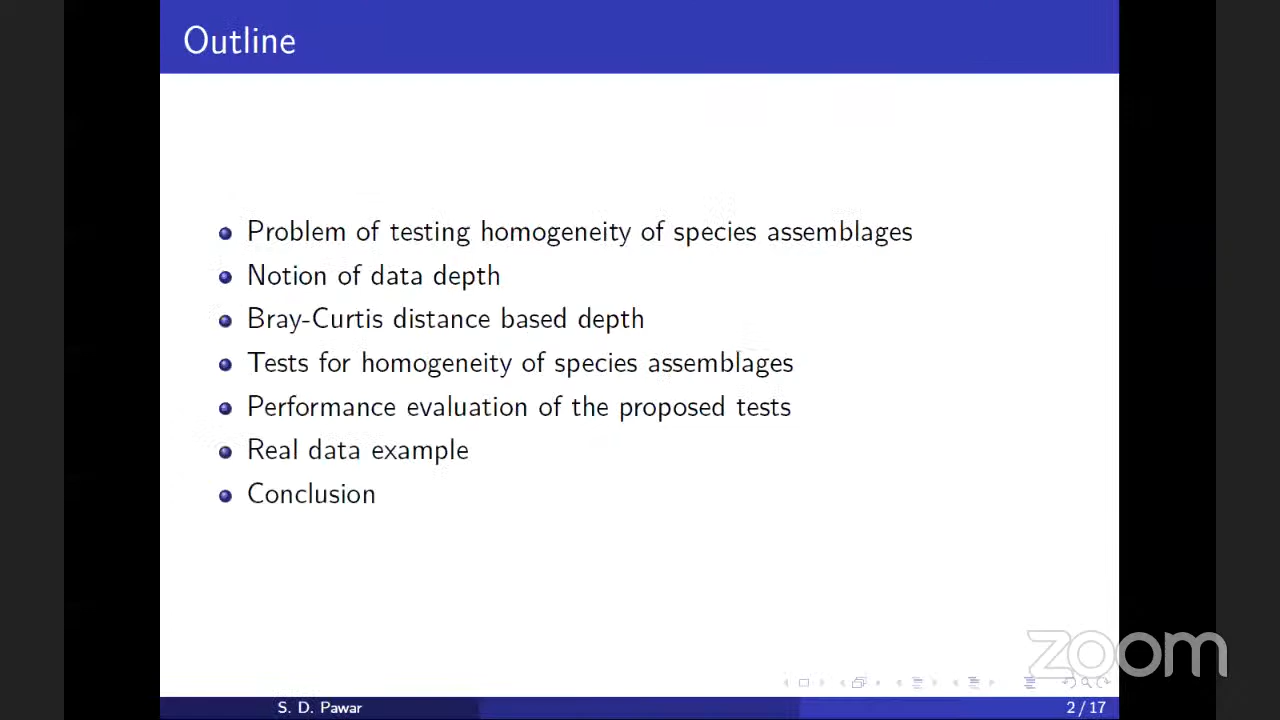 Outline
Problem of testing homogeneity of species assemblages
Notion of data depth
Bray-Curtis distance based depth
Tests for homogeneity of species assemblages
Performance evaluation of the proposed tests
Real data example
Conclusion
zoom
S. D. Pawar
2 / 17